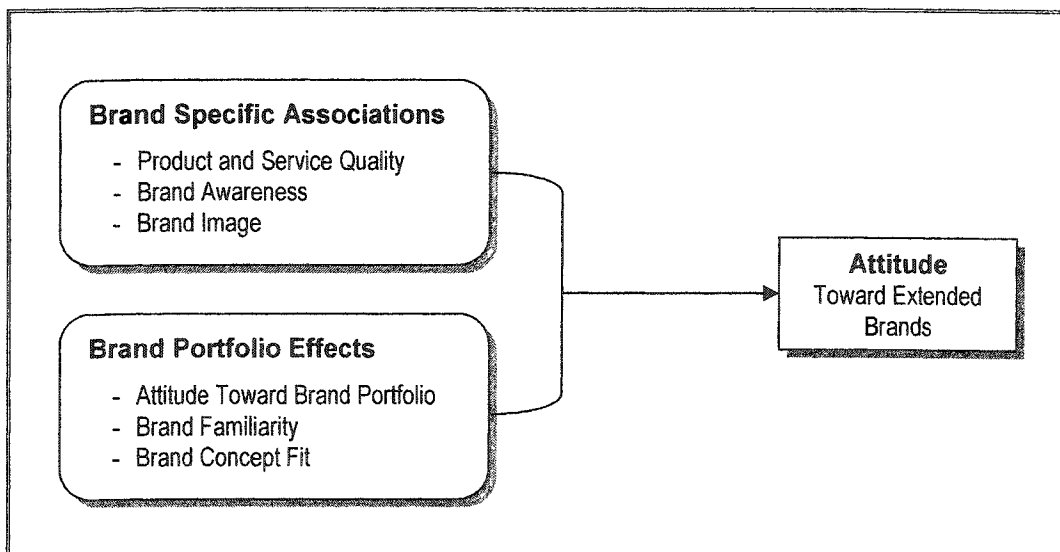 Brand Specific Associations
- Product and Service Quality
- Brand Awareness
- Brand Image
Brand Portfolio Effects
- Attitude Toward Brand Portfolio
- Brand Familiarity
- Brand Concept Fit
Attitude
Toward Extended
Brands